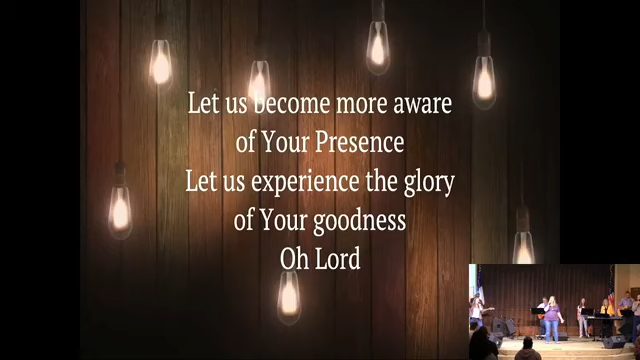 Let us become more aware
of Your Presence
Let us experience the glory
of Your goodness
Oh Lord